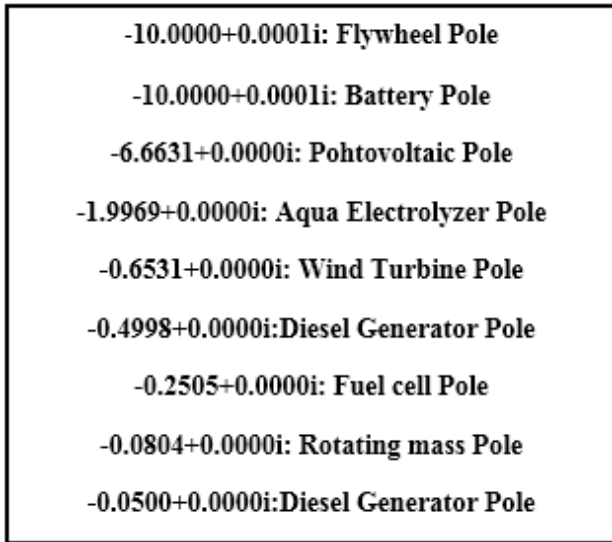 -10.0000+0.0001i: Flywheel Pole
-10.0000+0.0001i: Battery Pole
-6.6631+0.0000i: Pohtovoltaic Pole
-1.9969+0.0000i: Aqua Electrolyzer Pole
-0.6531+0.0000i: Wind Turbine Pole
-0.4998+0.0000i:Diesel Generator Pole
-0.2505+0.0000i: Fuel cell Pole
-0.0804+0.0000i: Rotating mass Pole
-0.0500+0.0000i:Diesel Generator Pole